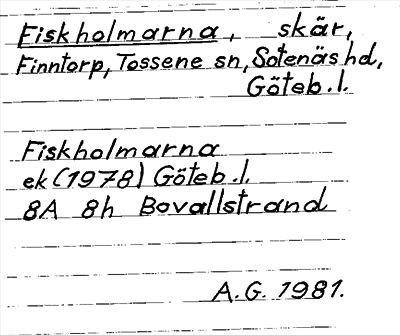 Fiskholmarna, skär,
Finntorp, Tossene sn, Sotenäs hd,
Göteb.l.
Fiskholmarna
ek (1978) Göteb.l.
8A 8h Bovallstrand
A.G. 1981.